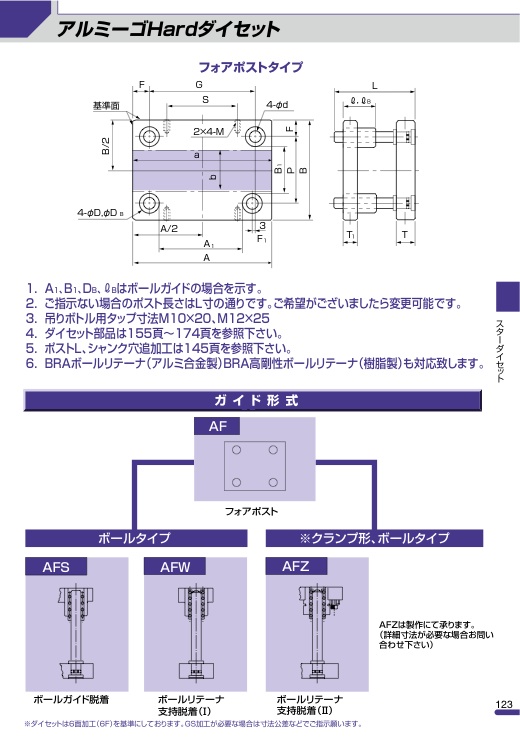 アルミーゴHardダイセット
フォアポストタイプ
F G
S
4-φd
L
ℓ.ℓB
基準面
2×4-M
F
B/2
a
b
B1
P
B
4-φD.φDB
3
A/2
F1
A1
A
T1
T
1. A1、B1、DB、ℓBはボールガイドの場合を示す。
2. ご指示ない場合のポスト長さはL寸の通りです。ご希望がございましたら変更可能です。
3. 吊りボトル用タップ寸法M10×20、M12×25
4. ダイセット部品は155頁〜174頁を参照下さい。
5. ポストL、シャンク穴追加工は145頁を参照下さい。
6. BRAボールリテーナ（アルミ合金製）BRA高剛性ボールリテーナ（樹脂製）も対応致します。
スターダイセット
ガイド形式
AF
フォアポスト
ボールタイプ
※クランプ形、ボールタイプ
AFS
AFW
AFZ
AFZは製作にて承ります。
（詳細寸法が必要な場合お問い
合わせ下さい）
ボールガイド脱着
ボールリテーナ
支持脱着（Ⅰ）
ボールリテーナ
支持脱着（Ⅱ）
123
※ダイセットは6面加工（6F）を基準にしております。GS加工が必要な場合は寸法公差などでご指示願います。